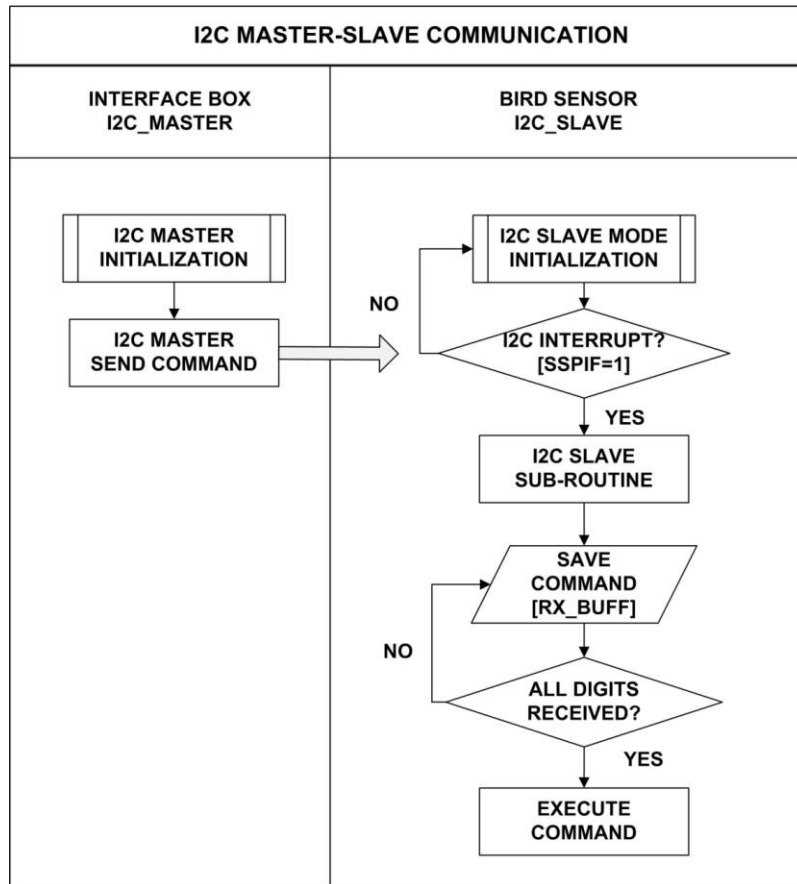 I2C MASTER-SLAVE COMMUNICATION
INTERFACE BOX
I2C_MASTER
BIRD SENSOR
I2C_SLAVE
I2C MASTER
INITIALIZATION
I2C MASTER
SEND COMMAND
I2C SLAVE MODE
INITIALIZATION
NO
I2C INTERRUPT?
[SSPIF=1]
YES
I2C SLAVE
SUB-ROUTINE
SAVE
COMMAND
[RX_BUFF]
NO
ALL DIGITS
RECEIVED?
YES
EXECUTE
COMMAND